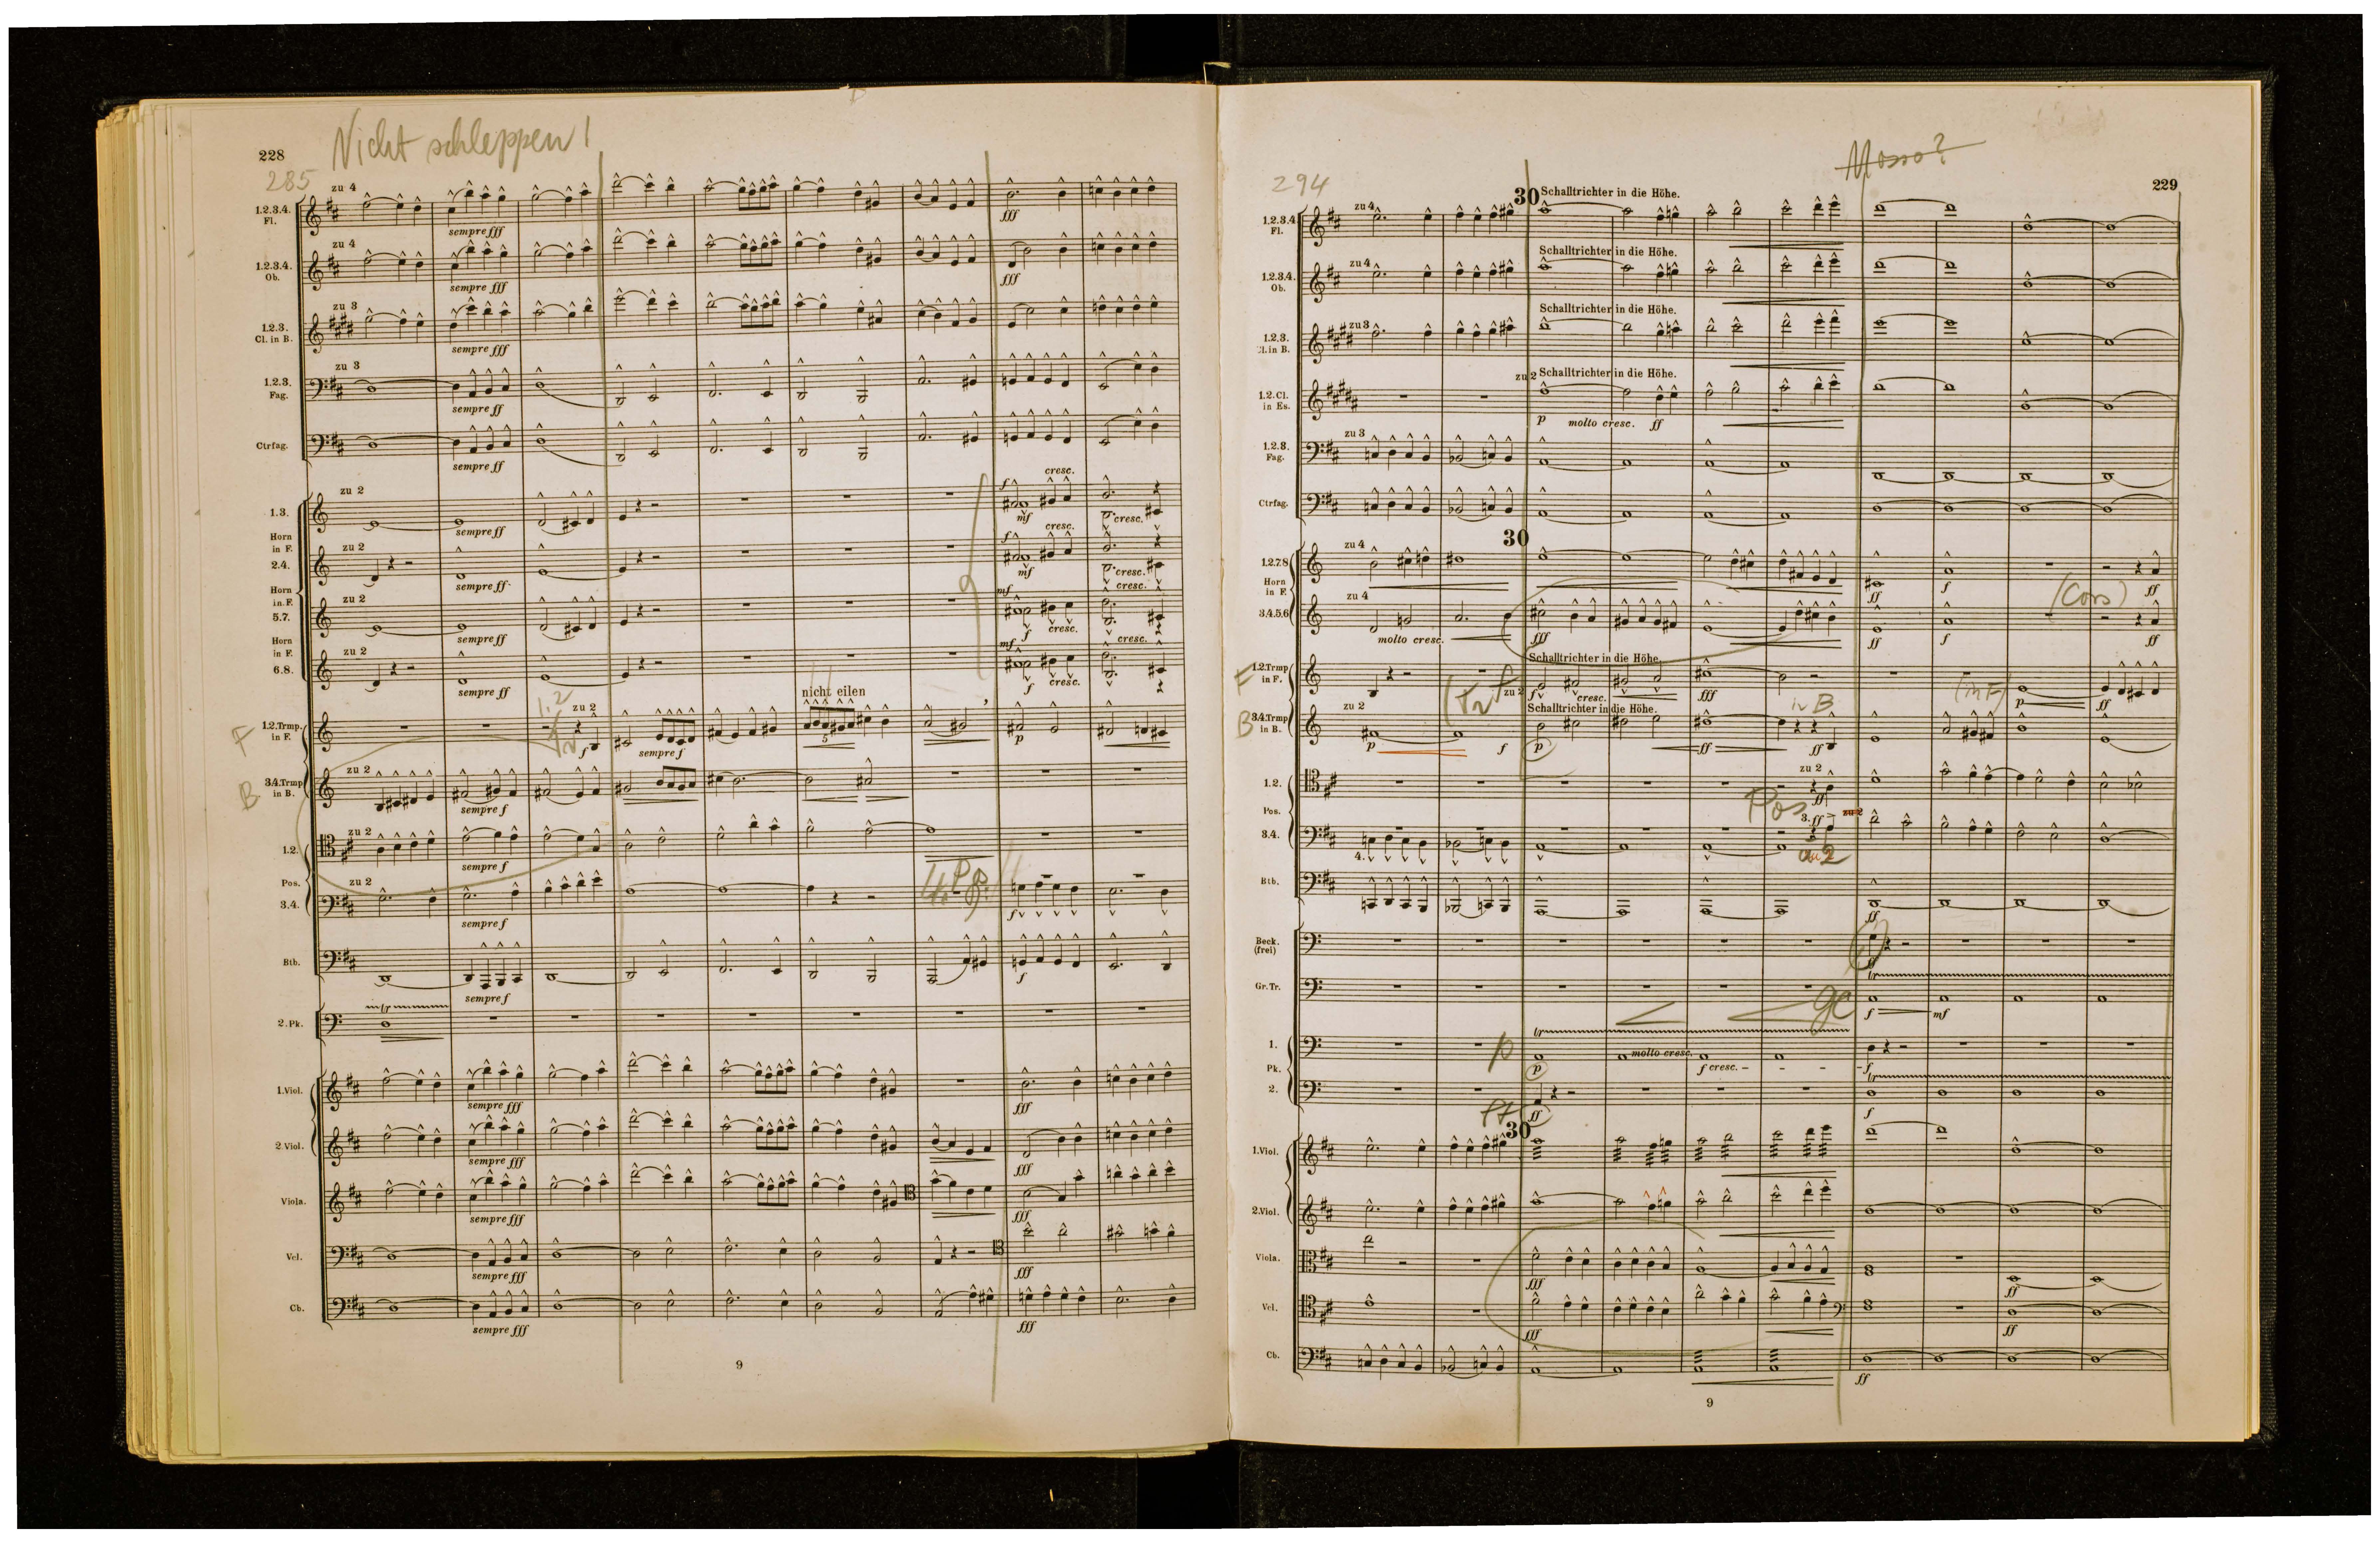 228
Nicht schleppen!
285
zu 4
1.2.3.4.
Fl.
sempre fff
fff
zu 4
1.2.3.4.
Ob.
sempre fff
fff
zu 3
1.2.3.
Cl. in B.
sempre fff
zu 3
1.2.3.
Fag.
sempre ff
Ctrfag.
sempre ff
cresc.
zu 2
f
1.3.
sempre ff
mf
cresc.
Horn
in F.
cresc.
zu 2
f
2.4.
sempre ff
mf
cresc.
Horn
in F.
zu 2
mf
cresc.
5.7.
sempre ff
f
cresc.
Horn
in F.
zu 2
mf
cresc.
6.8.
sempre ff
f
cresc.
nicht eilen
1.2
zu 2
F
1.2.Trmp.
in F.
f
sempre f
5
p
zu 2
B
3.4.Trmp.
in B.
sempre f
zu 2
1.2.
sempre f
Pos.
zu 2
3.4.
sempre f
f
Btb.
sempre f
f
tr
2.Pk.
1.Viol.
sempre fff
fff
2.Viol.
sempre fff
fff
Viola.
sempre fff
fff
Vcl.
sempre fff
fff
Cb.
sempre fff
fff
9
Mosso?
294
229
30
Schalltrichter in die Höhe.
zu 4
1.2.3.4
Fl.
Schalltrichter in die Höhe.
zu 4
1.2.3.4.
Ob.
Schalltrichter in die Höhe.
zu 3
1.2.3.
Cl. in B.
zu 2
Schalltrichter in die Höhe.
1.2.Cl.
in Es.
p
molto cresc.
ff
zu 3
1.2.3.
Fag.
Ctrfag.
30
zu 4
1.2.7.8
Horn
in F.
ff
f
ff
(Cors)
zu 4
3.4.5.6
molto cresc.
fff
ff
f
ff
Schalltrichter in die Höhe.
F
1.2.Trmp
in F.
zu 2
f
cresc.
fff
(in F)
p
ff
zu 2
Schalltrichter in die Höhe.
in B
B
3.4.Trmp
in B.
p
f
p
ff
ff
zu 2
1.2.
ff
Pos.
Pos
3.ff
zu 2
3.4.
4.
a 2
Btb.
ff
Beck.
(frei)
tr
Gr.Tr.
gc
f
mf
tr
1.
p
p
molto cresc.
f cresc.
f
Pk.
tr
2.
ff
f
30
1.Viol.
2.Viol.
Viola.
fff
ff
Vcl.
fff
ff
Cb.
ff
9